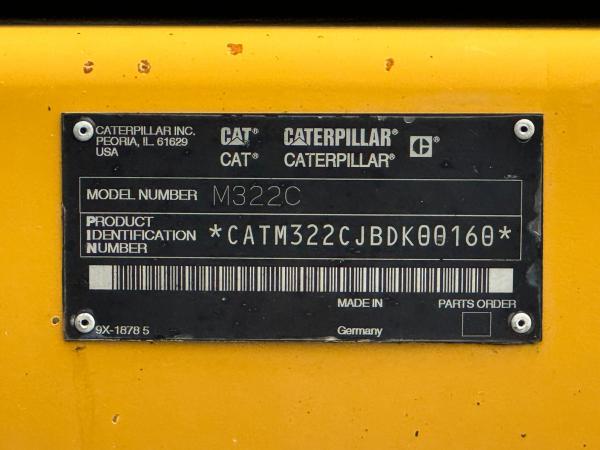 CATERPILLAR INC.
PEORIA, IL. 61629
USA
CAT® CATERPILLAR® C®
CAT® CATERPILLAR®
MODEL NUMBER M322C
PRODUCT
IDENTIFICATION
NUMBER
*CATM322CJBDK00160*
MADE IN PARTS ORDER
9X-1878 5 Germany